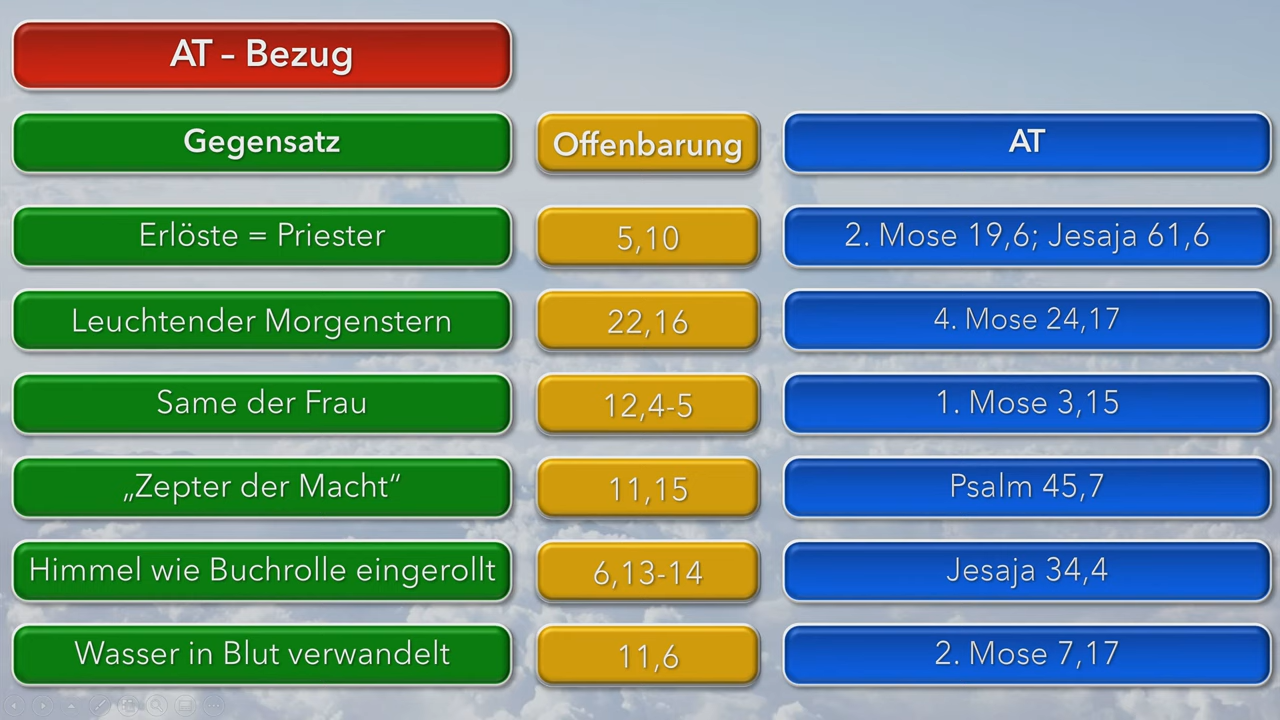 AT – Bezug
Gegensatz Offenbarung AT
Erlöste = Priester 5,10 2. Mose 19,6; Jesaja 61,6
Leuchtender Morgenstern 22,16 4. Mose 24,17
Same der Frau 12,4-5 1. Mose 3,15
„Zepter der Macht“ 11,15 Psalm 45,7
Himmel wie Buchrolle eingerollt 6,13-14 Jesaja 34,4
Wasser in Blut verwandelt 11,6 2. Mose 7,17